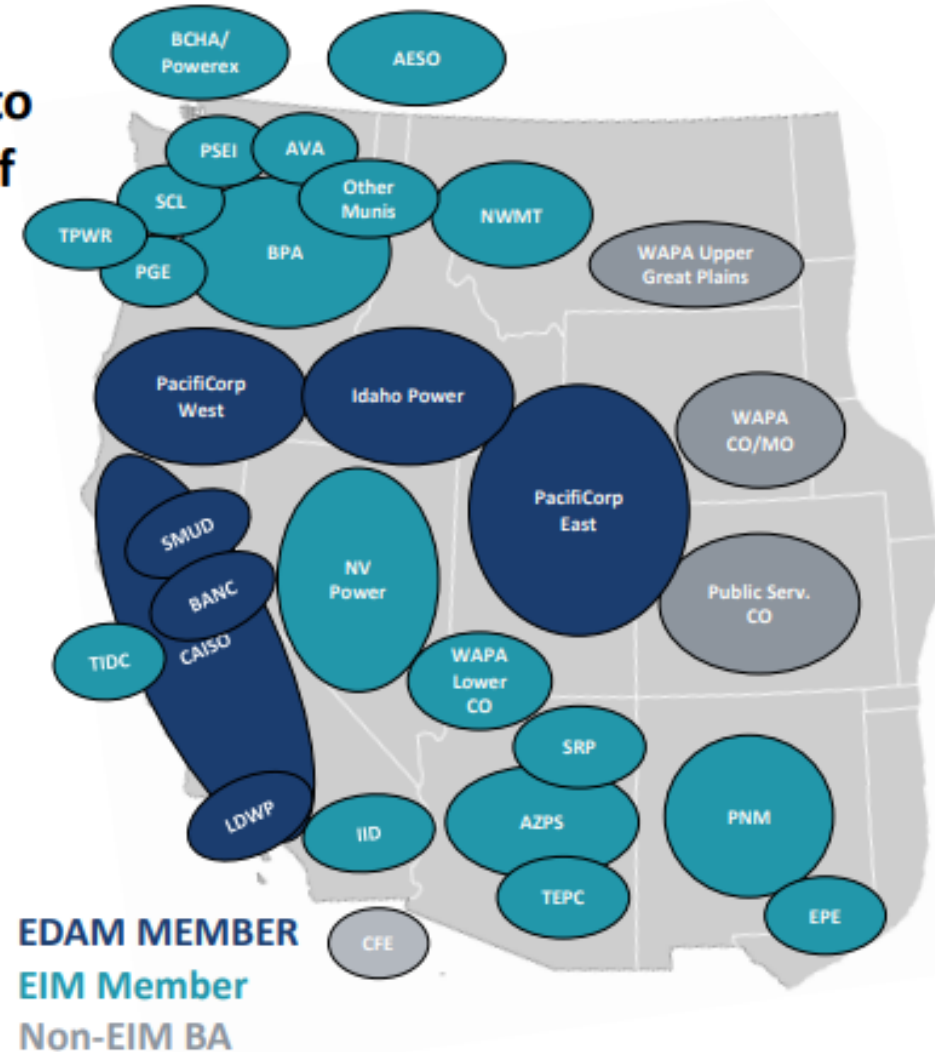 to
f
BCHA/
Powerex
AESO
PSEI
AVA
SCL
Other
Munis
TPWR
BPA
NWMT
PGE
WAPA Upper
Great Plains
PacifiCorp
West
Idaho Power
WAPA
CO/MO
PacifiCorp
East
SMUD
NV
Power
BANC
Public Serv.
CO
CAISO
TIDC
WAPA
Lower
CO
SRP
LDWP
IID
AZPS
PNM
TEPC
EPE
CFE
EDAM MEMBER
EIM Member
Non-EIM BA